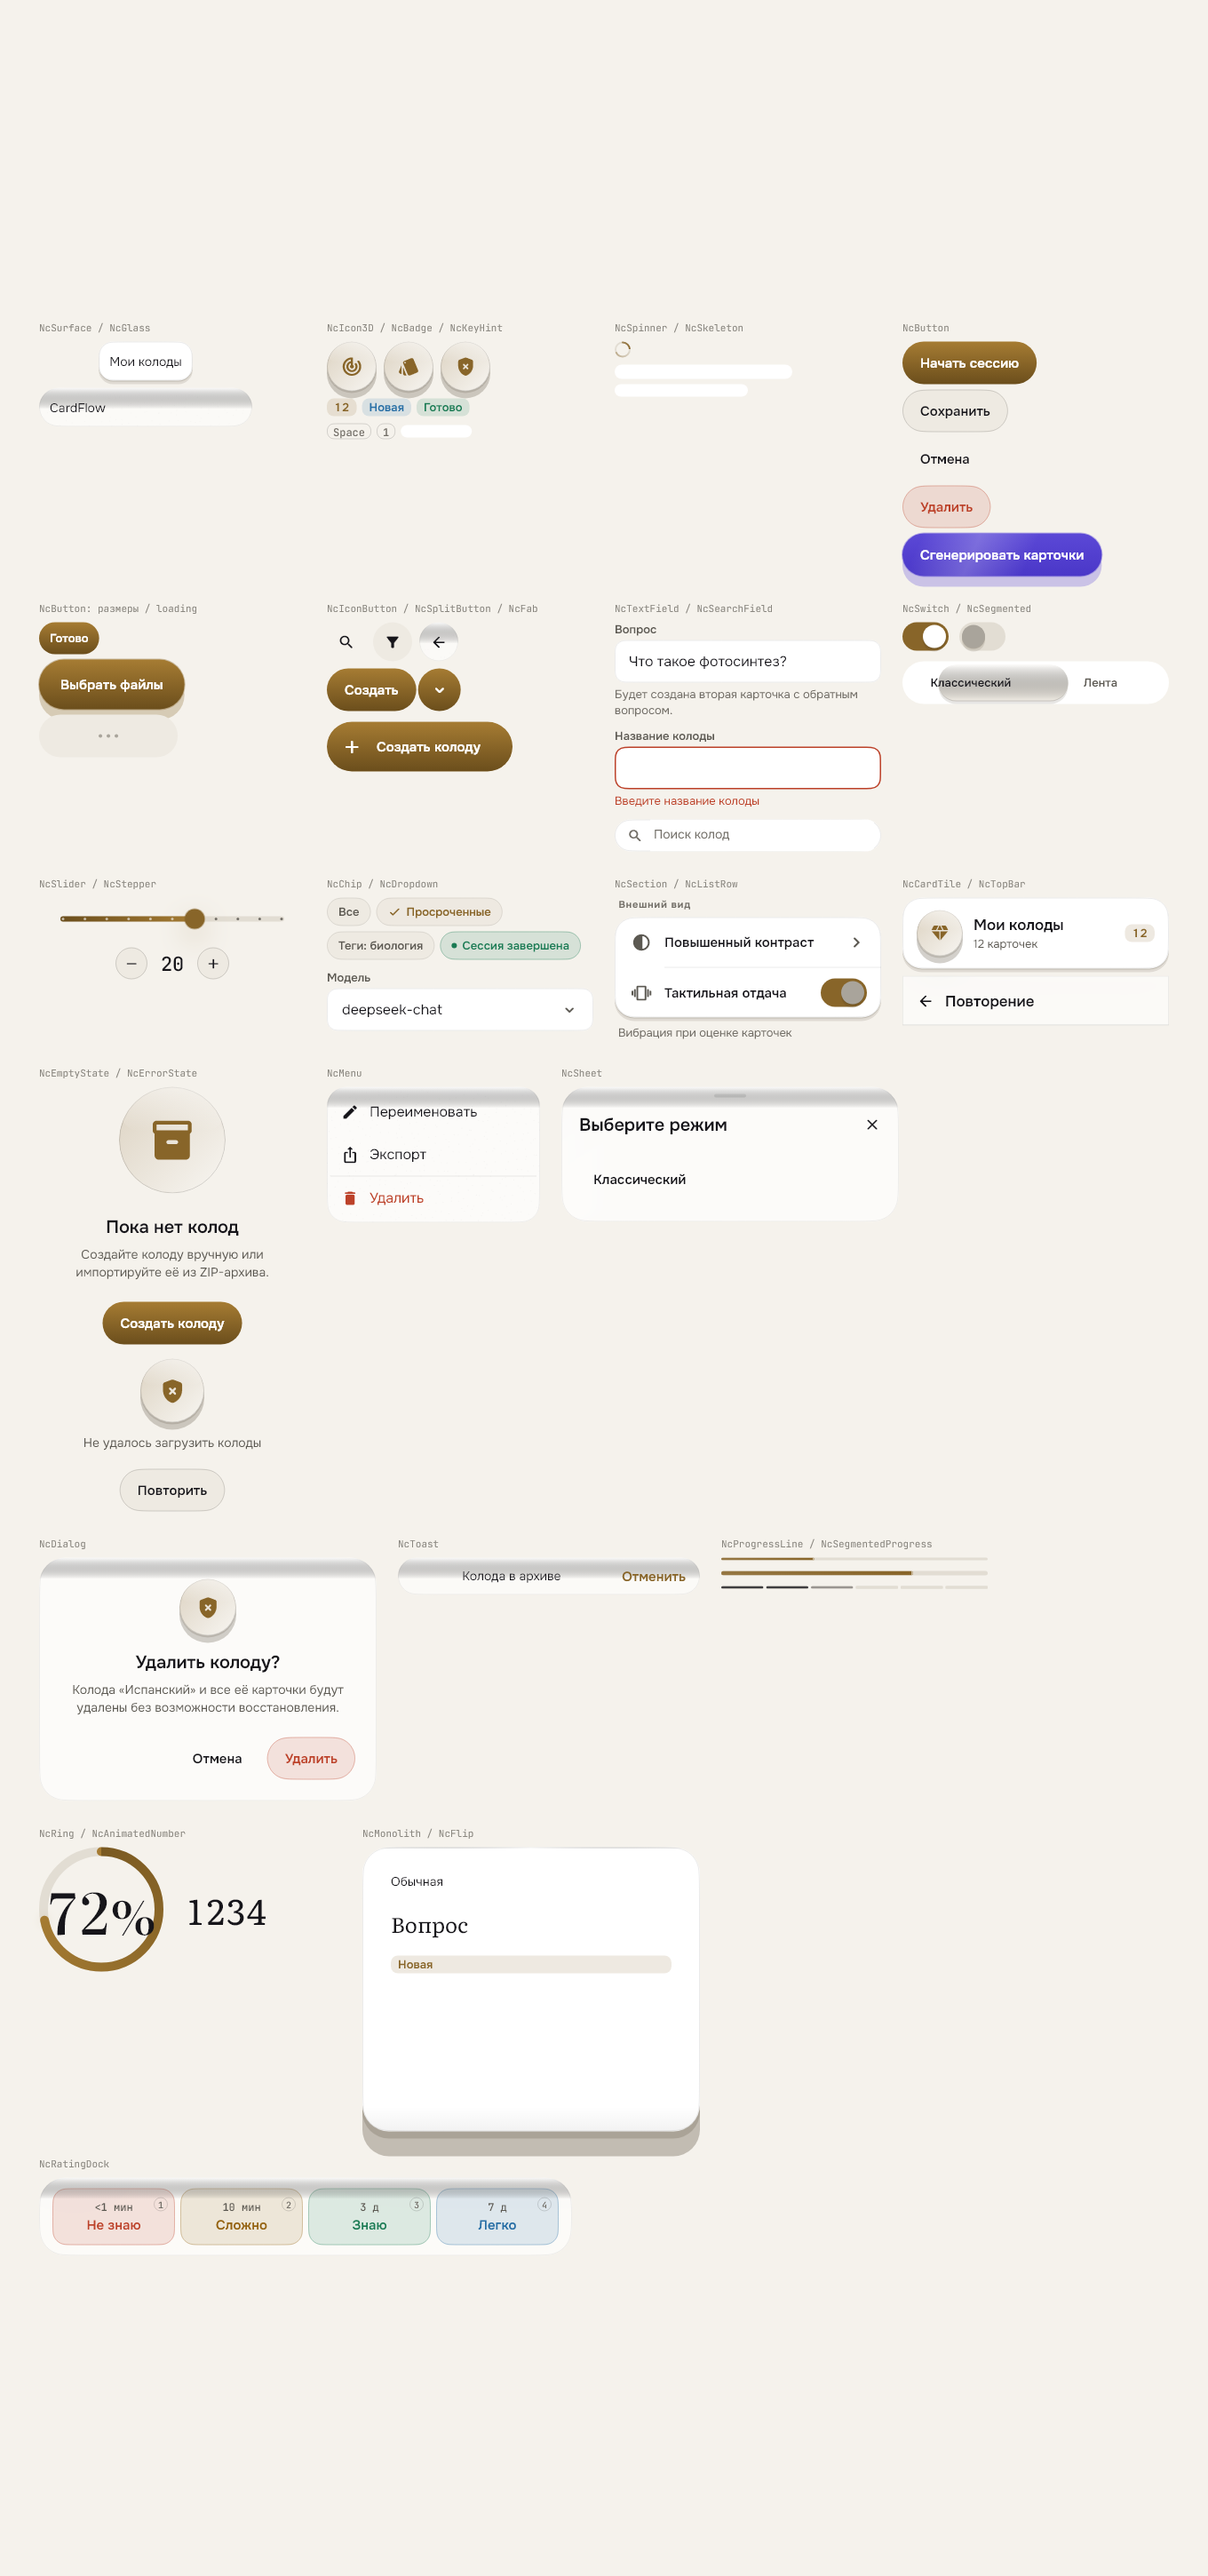 NcSurface / NcGlass
Мои колоды
CardFlow
NcIcon3D / NcBadge / NcKeyHint
12 Новая Готово
Space 1
NcSpinner / NcSkeleton
NcButton
Начать сессию
Сохранить
Отмена
Удалить
Сгенерировать карточки
NcButton: размеры / loading
Готово
Выбрать файлы
NcIconButton / NcSplitButton / NcFab
Создать
Создать колоду
NcTextField / NcSearchField
Вопрос
Что такое фотосинтез?
Будет создана вторая карточка с обратным
вопросом.
Название колоды
Введите название колоды
Поиск колод
NcSwitch / NcSegmented
Классический Лента
NcSlider / NcStepper
− 20 +
NcChip / NcDropdown
Все Просроченные
Теги: биология Сессия завершена
Модель
deepseek-chat
NcSection / NcListRow
Внешний вид
Повышенный контраст
Тактильная отдача
Вибрация при оценке карточек
NcCardTile / NcTopBar
Мои колоды
12 карточек
12
Повторение
NcEmptyState / NcErrorState
Пока нет колод
Создайте колоду вручную или
импортируйте её из ZIP-архива.
Создать колоду
Не удалось загрузить колоды
Повторить
NcMenu
Переименовать
Экспорт
Удалить
NcSheet
Выберите режим
Классический
NcDialog
Удалить колоду?
Колода «Испанский» и все её карточки будут
удалены без возможности восстановления.
Отмена Удалить
NcToast
Колода в архиве Отменить
NcProgressLine / NcSegmentedProgress
NcRing / NcAnimatedNumber
72% 1234
NcMonolith / NcFlip
Обычная
Вопрос
Новая
NcRatingDock
<1 мин 1
Не знаю
10 мин 2
Сложно
3 д 3
Знаю
7 д 4
Легко